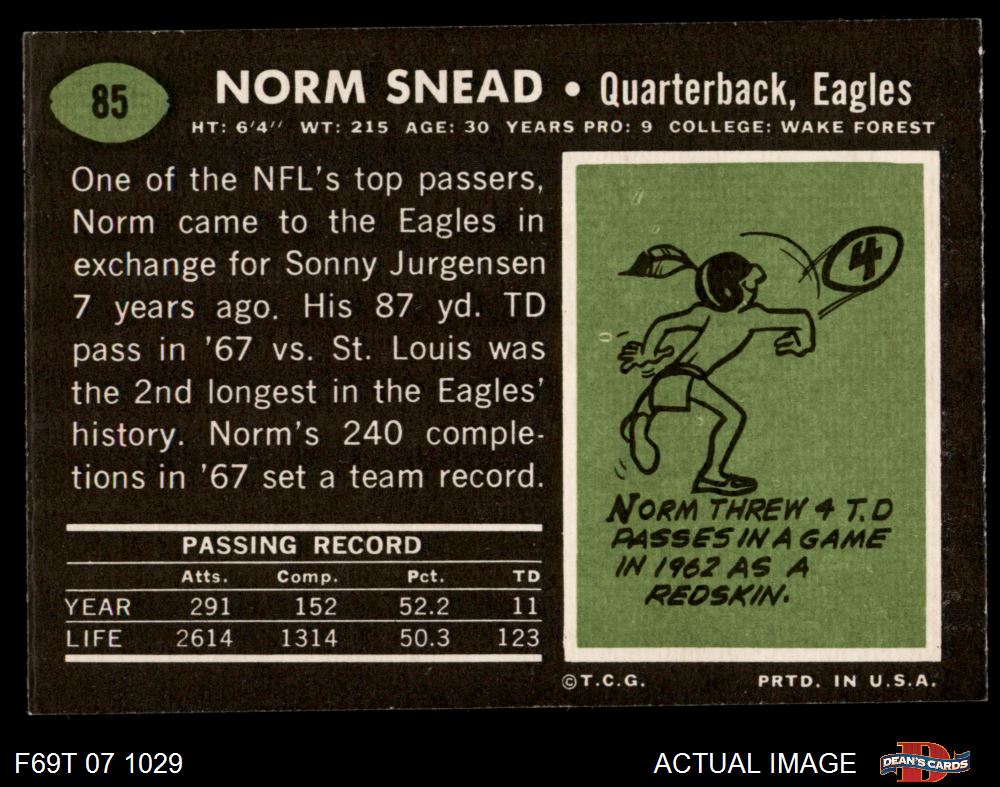 85
NORM SNEAD • Quarterback, Eagles
HT: 6'4" WT: 215 AGE: 30 YEARS PRO: 9 COLLEGE: WAKE FOREST
One of the NFL's top passers,
Norm came to the Eagles in
exchange for Sonny Jurgensen
7 years ago. His 87 yd. TD
pass in '67 vs. St. Louis was
the 2nd longest in the Eagles'
history. Norm's 240 comple-
tions in '67 set a team record.
PASSING RECORD
Atts. Comp. Pct. TD
YEAR 291 152 52.2 11
LIFE 2614 1314 50.3 123
4
NORM THREW 4 T.D
PASSES IN A GAME
IN 1962 AS A
REDSKIN.
©T.C.G. PRTD. IN U.S.A.
F69T 07 1029
ACTUAL IMAGE
D
DEAN'S CARDS